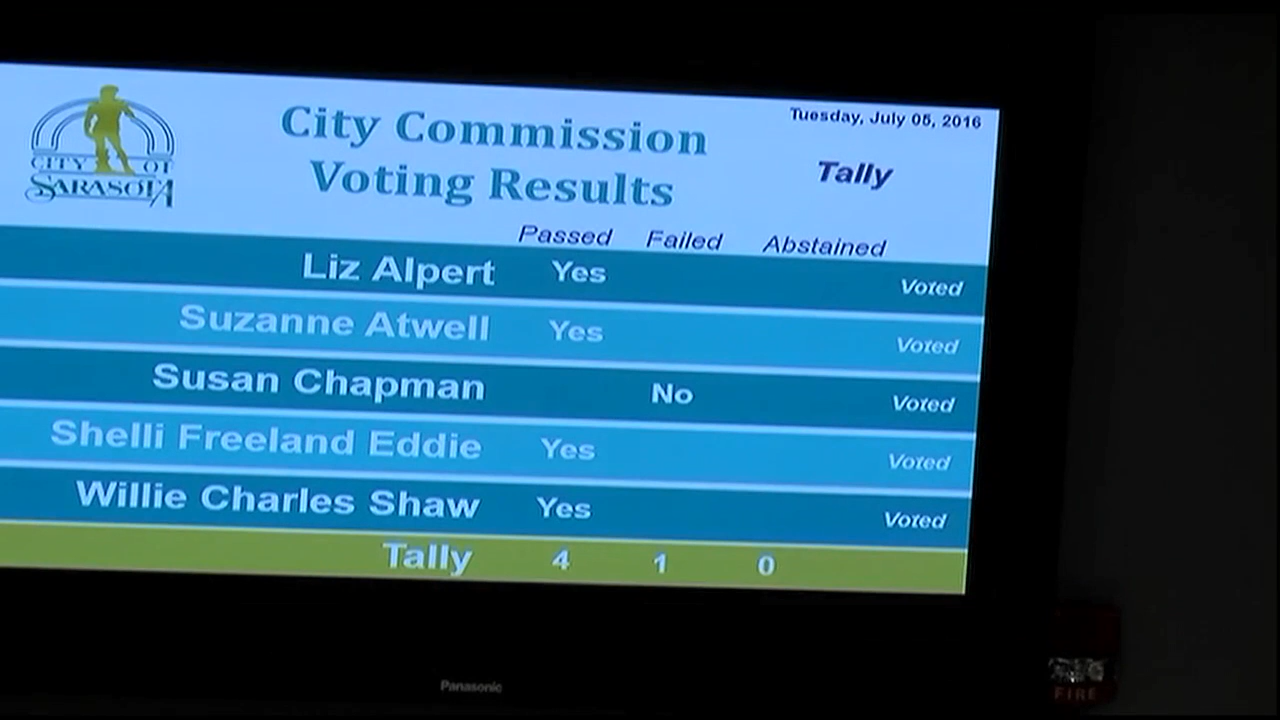 CITY OF
SARASOTA
City Commission
Voting Results
Tuesday, July 05, 2016
Tally
Passed Failed Abstained
Liz Alpert Yes Voted
Suzanne Atwell Yes Voted
Susan Chapman No Voted
Shelli Freeland Eddie Yes Voted
Willie Charles Shaw Yes Voted
Tally 4 1 0
Panasonic
FIRE